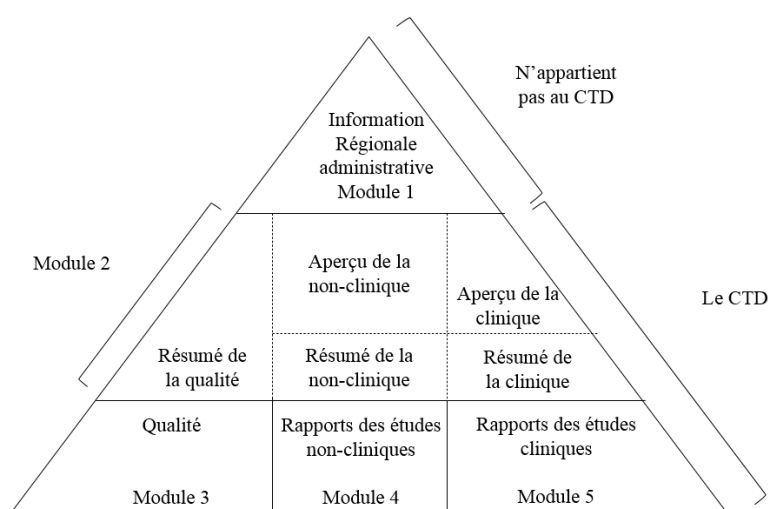 N'appartient
pas au CTD
Information
Régionale
administrative
Module 1
Module 2
Aperçu de la
non-clinique
Aperçu de la
clinique
Le CTD
Résumé de
la qualité
Résumé de la
non-clinique
Résumé de
la clinique
Qualité
Rapports des études
non-cliniques
Rapports des études
cliniques
Module 3
Module 4
Module 5